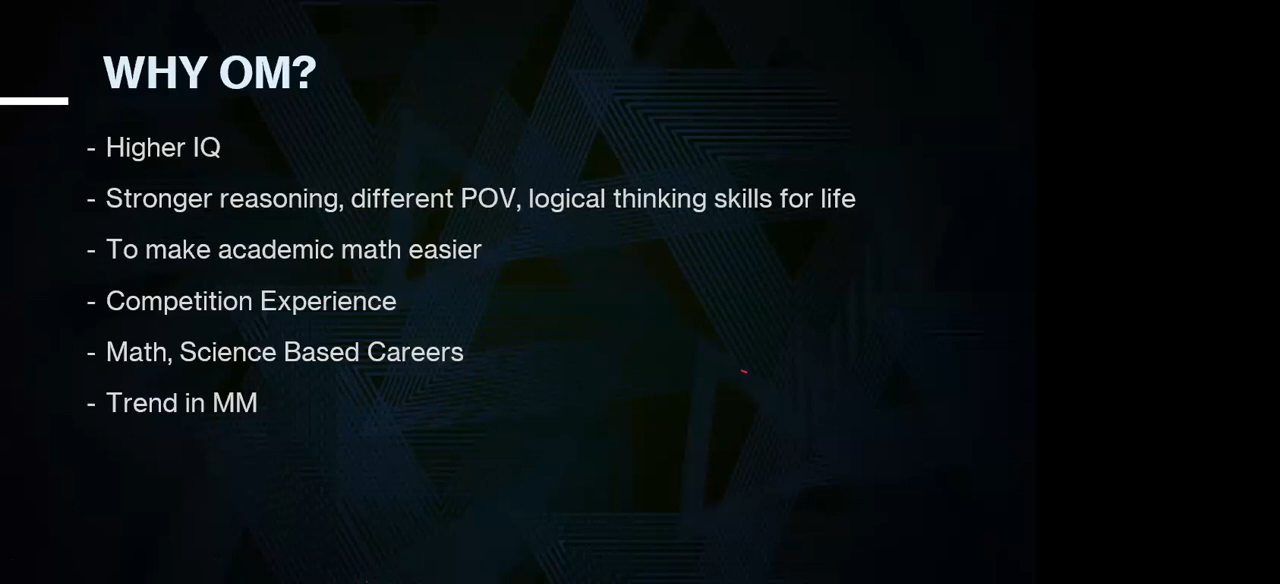 WHY OM?
- Higher IQ
- Stronger reasoning, different POV, logical thinking skills for life
- To make academic math easier
- Competition Experience
- Math, Science Based Careers
- Trend in MM